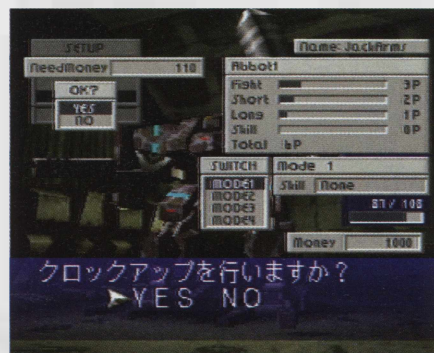 SETUP
Name: JackArms
NeedMoney 110
Abbot1
OK?
YES
NO
Fight 3P
Short 2P
Long 1P
Skill 0P
Total 6P
SWITCH
Mode 1
MODE1
MODE2
MODE3
MODE4
Skill None
87 / 108
Money 1000
クロックアップを行いますか?
YES NO